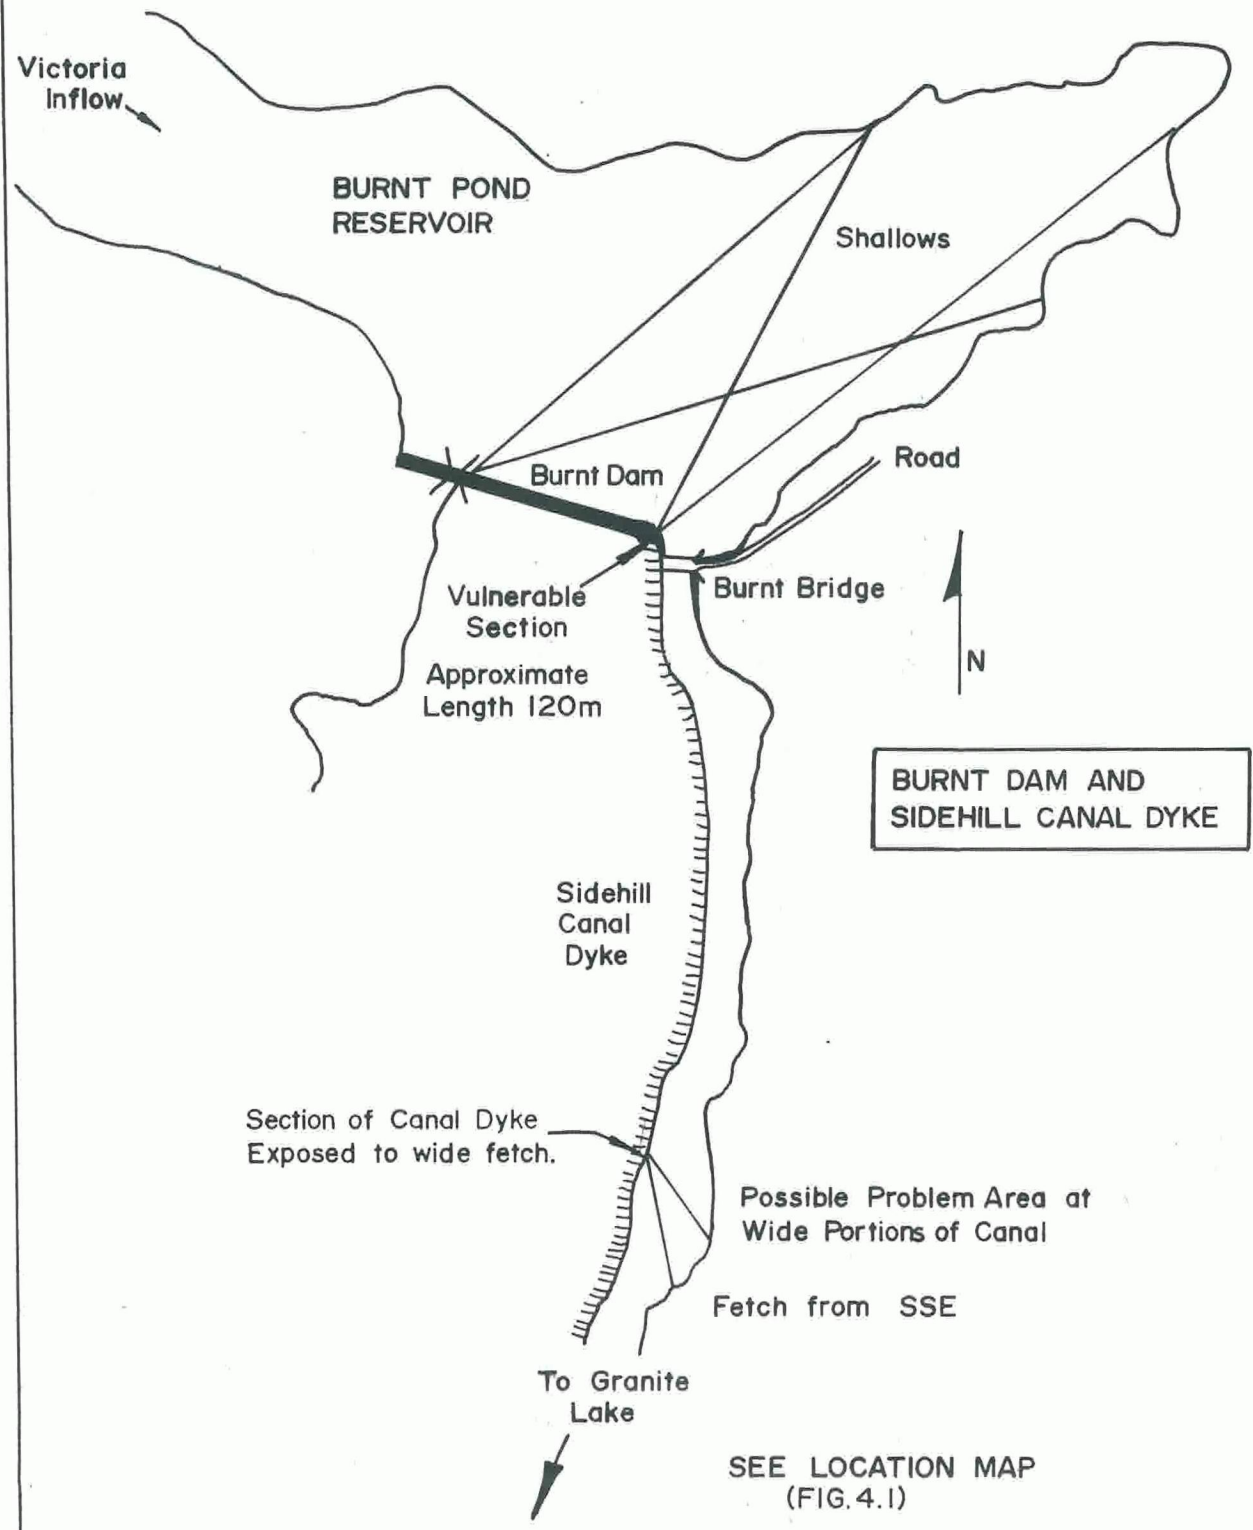 Victoria
Inflow
BURNT POND
RESERVOIR
Shallows
Burnt Dam
Road
Burnt Bridge
Vulnerable
Section
Approximate
Length 120m
N
BURNT DAM AND
SIDEHILL CANAL DYKE
Sidehill
Canal
Dyke
Section of Canal Dyke
Exposed to wide fetch.
Possible Problem Area at
Wide Portions of Canal
Fetch from SSE
To Granite
Lake
SEE LOCATION MAP
(FIG. 4.1)